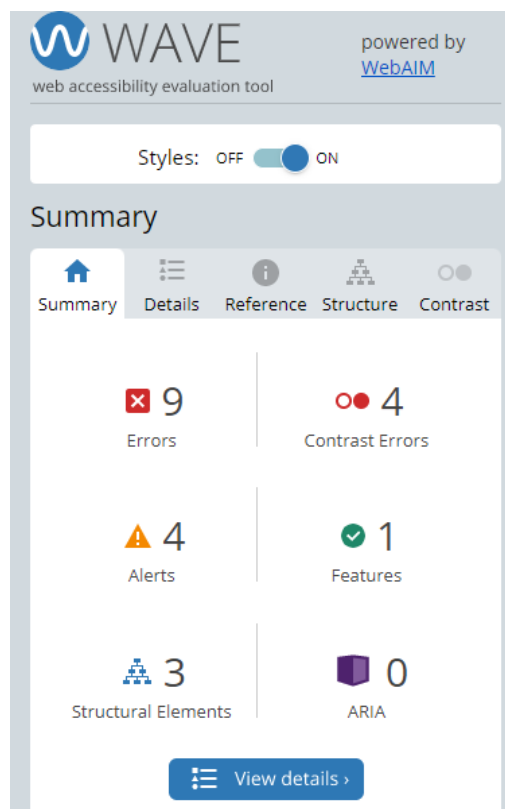 WAVE
powered by
WebAIM
web accessibility evaluation tool
Styles: OFF ON
Summary
Summary Details Reference Structure Contrast
9 4
Errors Contrast Errors
4 1
Alerts Features
3 0
Structural Elements ARIA
View details ›